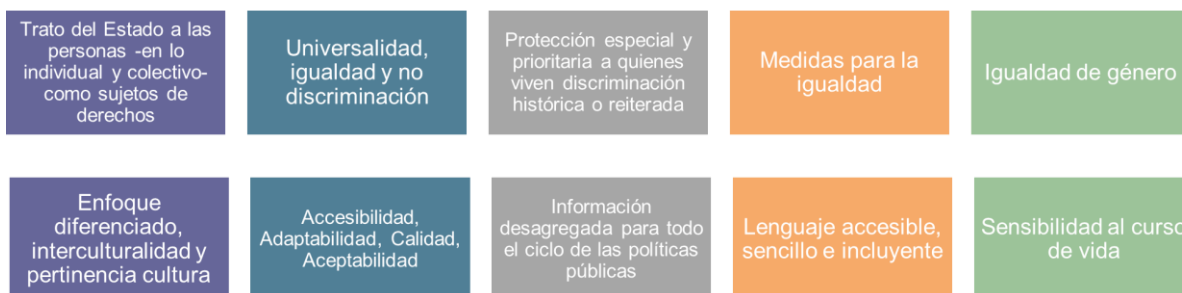 Trato del Estado a las
personas -en lo
individual y colectivo-
como sujetos de
derechos
Universalidad,
igualdad y no
discriminación
Protección especial y
prioritaria a quienes
viven discriminación
histórica o reiterada
Medidas para la
igualdad
Igualdad de género
Enfoque
diferenciado,
interculturalidad y
pertinencia cultura
Accesibilidad,
Adaptabilidad, Calidad,
Aceptabilidad
Información
desagregada para todo
el ciclo de las políticas
públicas
Lenguaje accesible,
sencillo e incluyente
Sensibilidad al curso
de vida